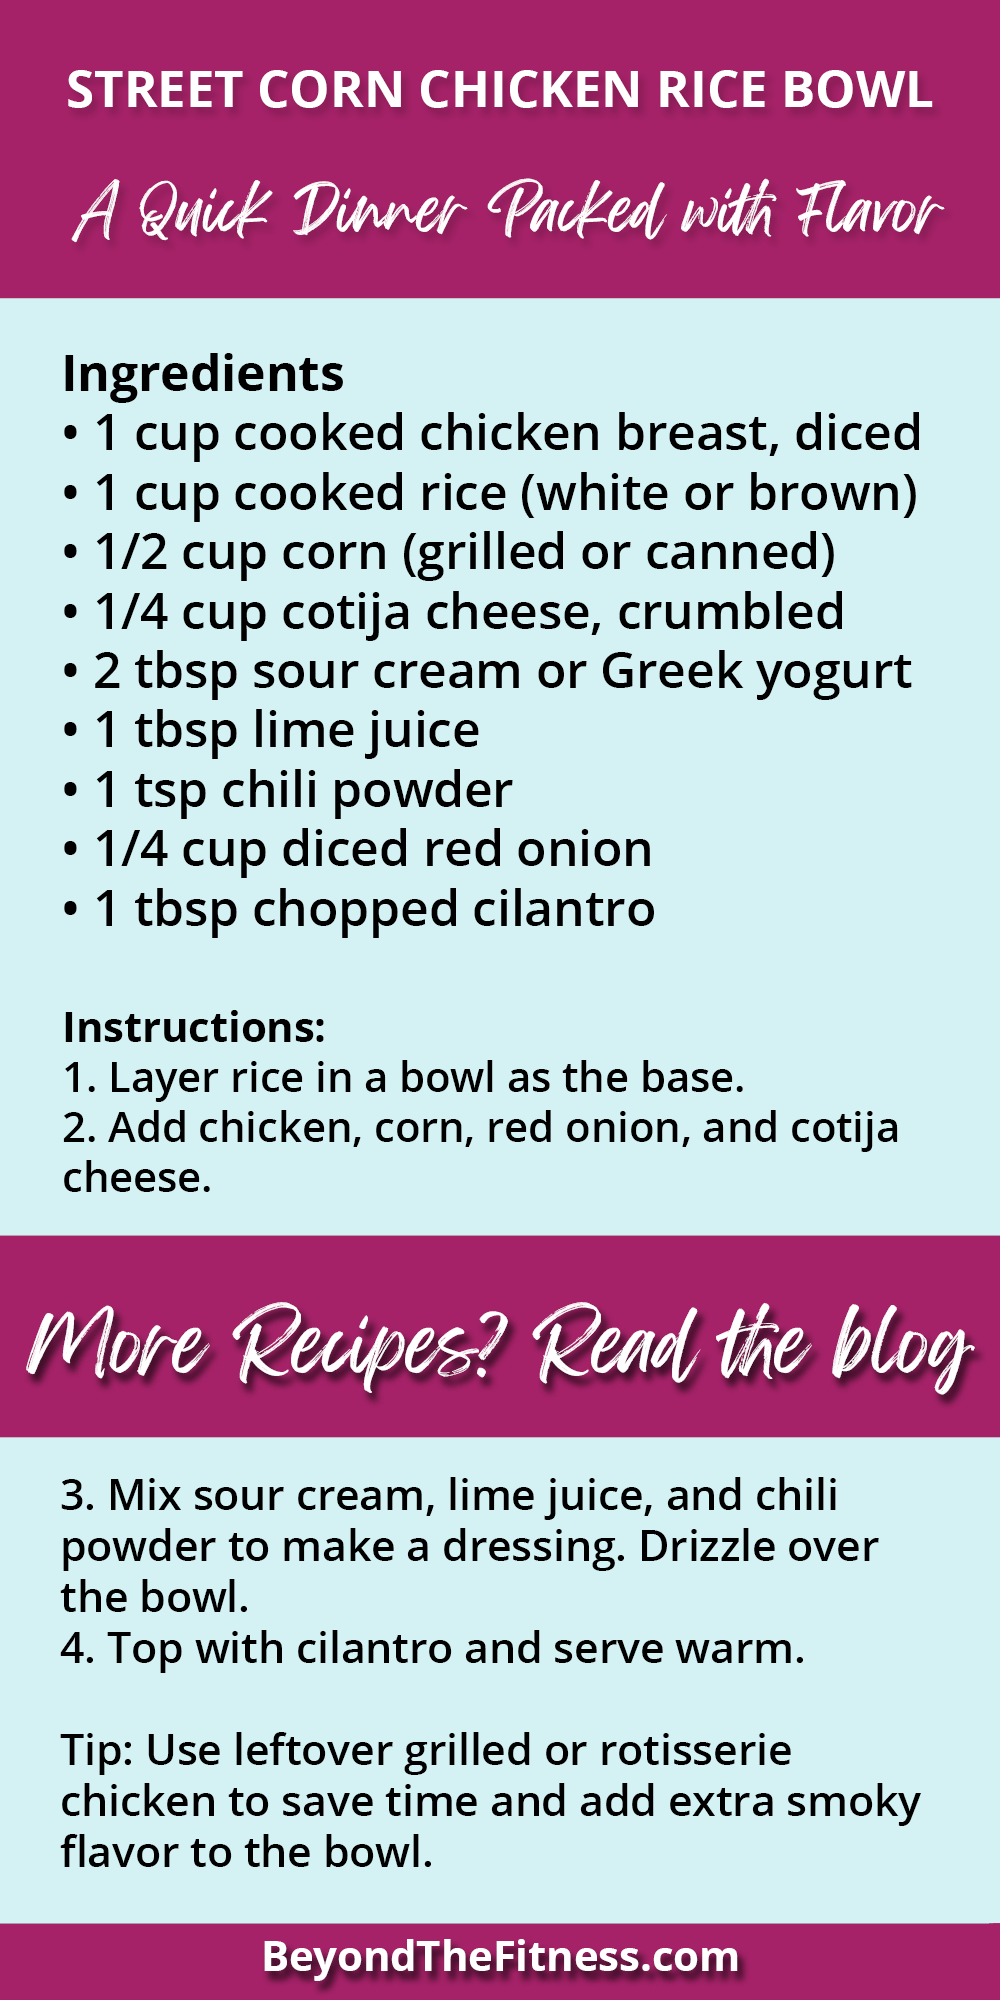 STREET CORN CHICKEN RICE BOWL
A Quick Dinner Packed with Flavor
Ingredients
• 1 cup cooked chicken breast, diced
• 1 cup cooked rice (white or brown)
• 1/2 cup corn (grilled or canned)
• 1/4 cup cotija cheese, crumbled
• 2 tbsp sour cream or Greek yogurt
• 1 tbsp lime juice
• 1 tsp chili powder
• 1/4 cup diced red onion
• 1 tbsp chopped cilantro
Instructions:
1. Layer rice in a bowl as the base.
2. Add chicken, corn, red onion, and cotija
cheese.
More Recipes? Read the blog
3. Mix sour cream, lime juice, and chili
powder to make a dressing. Drizzle over
the bowl.
4. Top with cilantro and serve warm.
Tip: Use leftover grilled or rotisserie
chicken to save time and add extra smoky
flavor to the bowl.
BeyondTheFitness.com